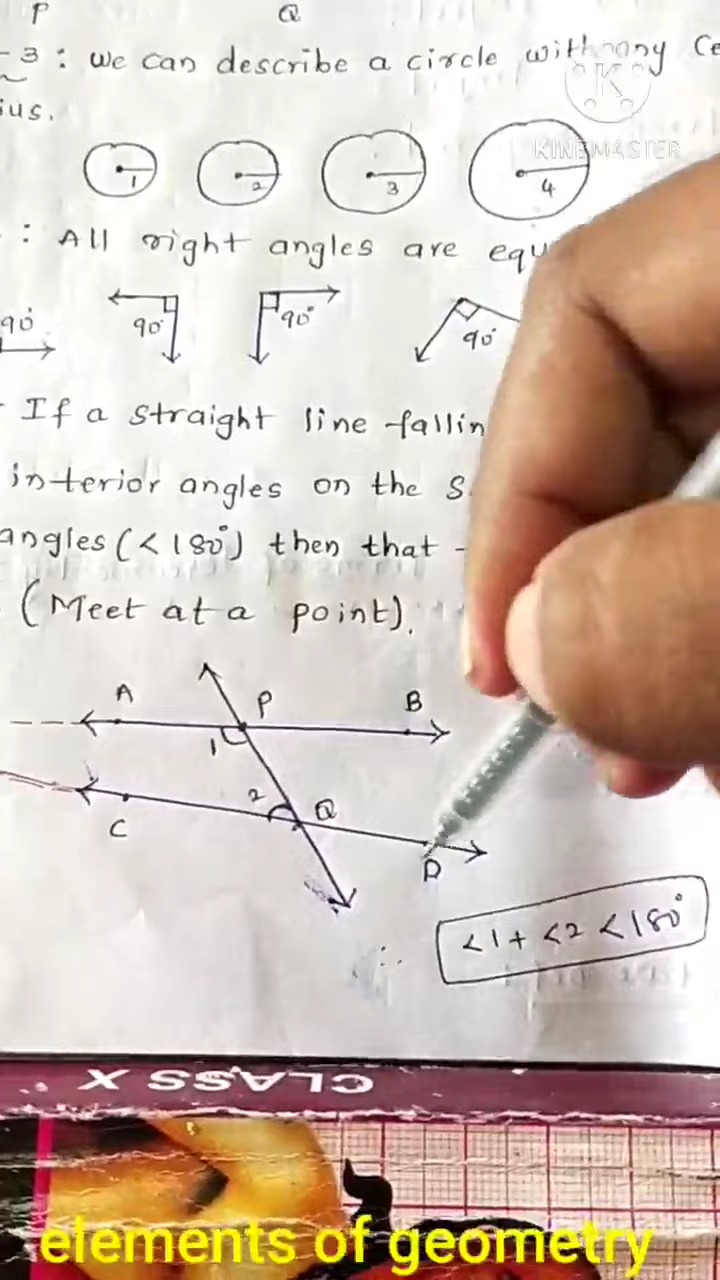 P Q
3 : we can describe a circle with any Ce
ius.
1 2 3 4
: All right angles are equ
90° 90° 90° 90°
If a straight line fallin
interior angles on the s
angles (<180°) then that
(Meet at a point).
A P B
1
2 Q
C
D
<1 + <2 < 180°
CLASS X
elements of geometry
KINEMASTER